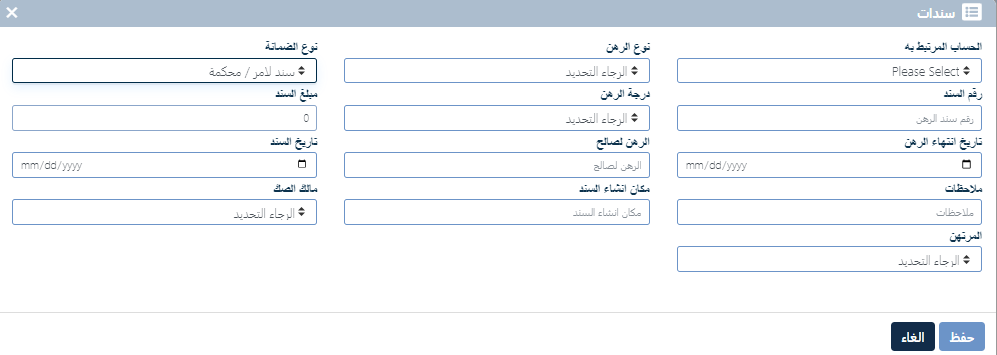 سندات
الحساب المرتبط به
نوع الرهن
نوع الضمانة
Please Select
الرجاء التحديد
سند لامر / محكمة
رقم السند
درجة الرهن
مبلغ السند
رقم سند الرهن
الرجاء التحديد
0
تاريخ انتهاء الرهن
الرهن لصالح
تاريخ السند
mm/dd/yyyy
الرهن لصالح
mm/dd/yyyy
ملاحظات
مكان انشاء السند
مالك الصك
ملاحظات
مكان انشاء السند
الرجاء التحديد
المرتهن
الرجاء التحديد
حفظ
الغاء